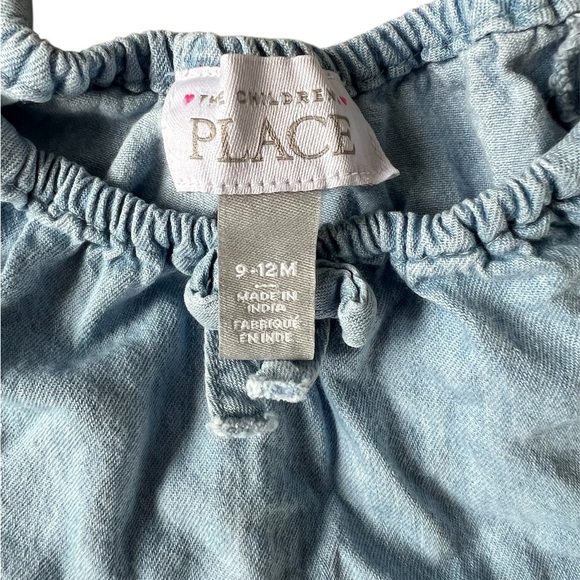 THE CHILDREN
PLACE
9-12M
MADE IN
INDIA
FABRIQUÉ
EN INDE